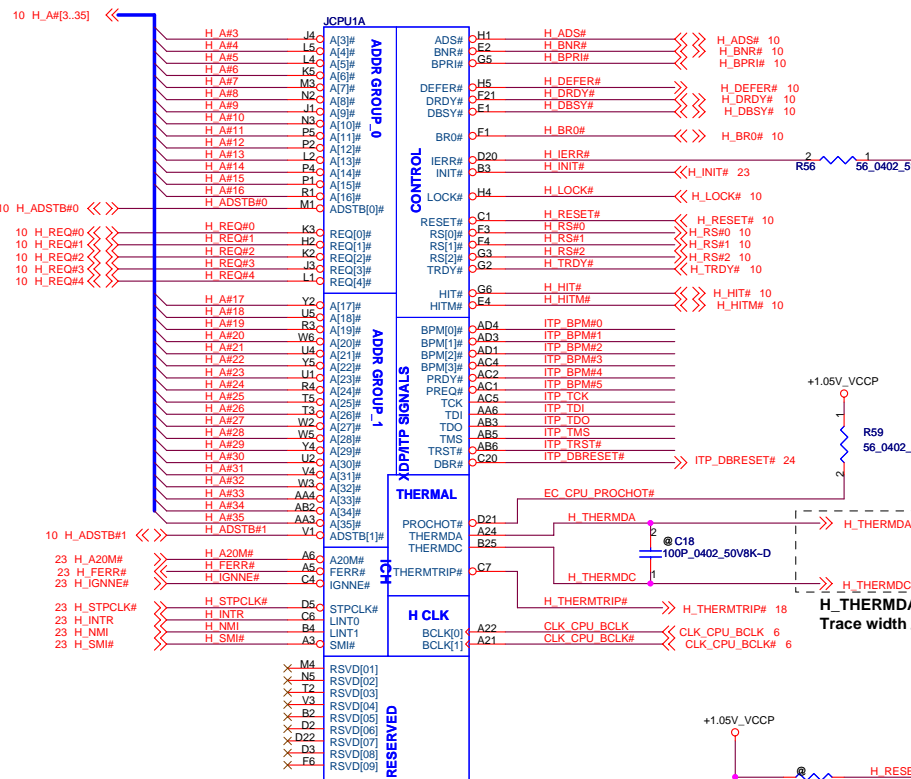 10 H_A#[3..35]
JCPU1A
H_A#3 J4 A[3]#
H_A#4 L5 A[4]#
H_A#5 L4 A[5]#
H_A#6 K5 A[6]#
H_A#7 M3 A[7]#
H_A#8 N2 A[8]#
H_A#9 J1 A[9]#
H_A#10 N3 A[10]#
H_A#11 P5 A[11]#
H_A#12 P2 A[12]#
H_A#13 L2 A[13]#
H_A#14 P4 A[14]#
H_A#15 P1 A[15]#
H_A#16 R1 A[16]#
10 H_ADSTB#0 H_ADSTB#0 M1 ADSTB[0]#
10 H_REQ#0 H_REQ#0 K3 REQ[0]#
10 H_REQ#1 H_REQ#1 H2 REQ[1]#
10 H_REQ#2 H_REQ#2 K2 REQ[2]#
10 H_REQ#3 H_REQ#3 J3 REQ[3]#
10 H_REQ#4 H_REQ#4 L1 REQ[4]#
H_A#17 Y2 A[17]#
H_A#18 U5 A[18]#
H_A#19 R3 A[19]#
H_A#20 W6 A[20]#
H_A#21 U4 A[21]#
H_A#22 Y5 A[22]#
H_A#23 U1 A[23]#
H_A#24 R4 A[24]#
H_A#25 T5 A[25]#
H_A#26 T3 A[26]#
H_A#27 W2 A[27]#
H_A#28 W5 A[28]#
H_A#29 Y4 A[29]#
H_A#30 U2 A[30]#
H_A#31 V4 A[31]#
H_A#32 W3 A[32]#
H_A#33 AA4 A[33]#
H_A#34 AB2 A[34]#
H_A#35 AA3 A[35]#
10 H_ADSTB#1 H_ADSTB#1 V1 ADSTB[1]#
23 H_A20M# H_A20M# A6 A20M#
23 H_FERR# H_FERR# A5 FERR#
23 H_IGNNE# H_IGNNE# C4 IGNNE#
23 H_STPCLK# H_STPCLK# D5 STPCLK#
23 H_INTR H_INTR C6 LINT0
23 H_NMI H_NMI B4 LINT1
23 H_SMI# H_SMI# A3 SMI#
M4 RSVD[01]
N5 RSVD[02]
T2 RSVD[03]
V3 RSVD[04]
B2 RSVD[05]
D2 RSVD[06]
D22 RSVD[07]
D3 RSVD[08]
F6 RSVD[09]
ADDR GROUP_0
ADDR GROUP_1
ICH
RESERVED
CONTROL
XDP/ITP SIGNALS
THERMAL
H CLK
ADS# H1 H_ADS# H_ADS# 10
BNR# E2 H_BNR# H_BNR# 10
BPRI# G5 H_BPRI# H_BPRI# 10
DEFER# H5 H_DEFER# H_DEFER# 10
DRDY# F21 H_DRDY# H_DRDY# 10
DBSY# E1 H_DBSY# H_DBSY# 10
BR0# F1 H_BR0# H_BR0# 10
IERR# D20 H_IERR# 2 1
R56 56_0402_5
INIT# B3 H_INIT# H_INIT# 23
LOCK# H4 H_LOCK# H_LOCK# 10
RESET# C1 H_RESET# H_RESET# 10
RS[0]# F3 H_RS#0 H_RS#0 10
RS[1]# F4 H_RS#1 H_RS#1 10
RS[2]# G3 H_RS#2 H_RS#2 10
TRDY# G2 H_TRDY# H_TRDY# 10
HIT# G6 H_HIT# H_HIT# 10
HITM# E4 H_HITM# H_HITM# 10
BPM[0]# AD4 ITP_BPM#0
BPM[1]# AD3 ITP_BPM#1
BPM[2]# AD1 ITP_BPM#2
BPM[3]# AC4 ITP_BPM#3
PRDY# AC2 ITP_BPM#4
PREQ# AC1 ITP_BPM#5
TCK AC5 ITP_TCK
TDI AA6 ITP_TDI
TDO AB3 ITP_TDO
TMS AB5 ITP_TMS
TRST# AB6 ITP_TRST#
DBR# C20 ITP_DBRESET# ITP_DBRESET# 24
+1.05V_VCCP
1
R59
56_0402_
2
PROCHOT# D21 EC_CPU_PROCHOT#
THERMDA A24 H_THERMDA H_THERMDA
2
@ C18
100P_0402_50V8K~D
1
THERMDC B25 H_THERMDC H_THERMDC
THERMTRIP# C7 H_THERMTRIP# H_THERMTRIP# 18
H_THERMDA
Trace width
BCLK[0] A22 CLK_CPU_BCLK CLK_CPU_BCLK 6
BCLK[1] A21 CLK_CPU_BCLK# CLK_CPU_BCLK# 6
+1.05V_VCCP
@
H_RESE